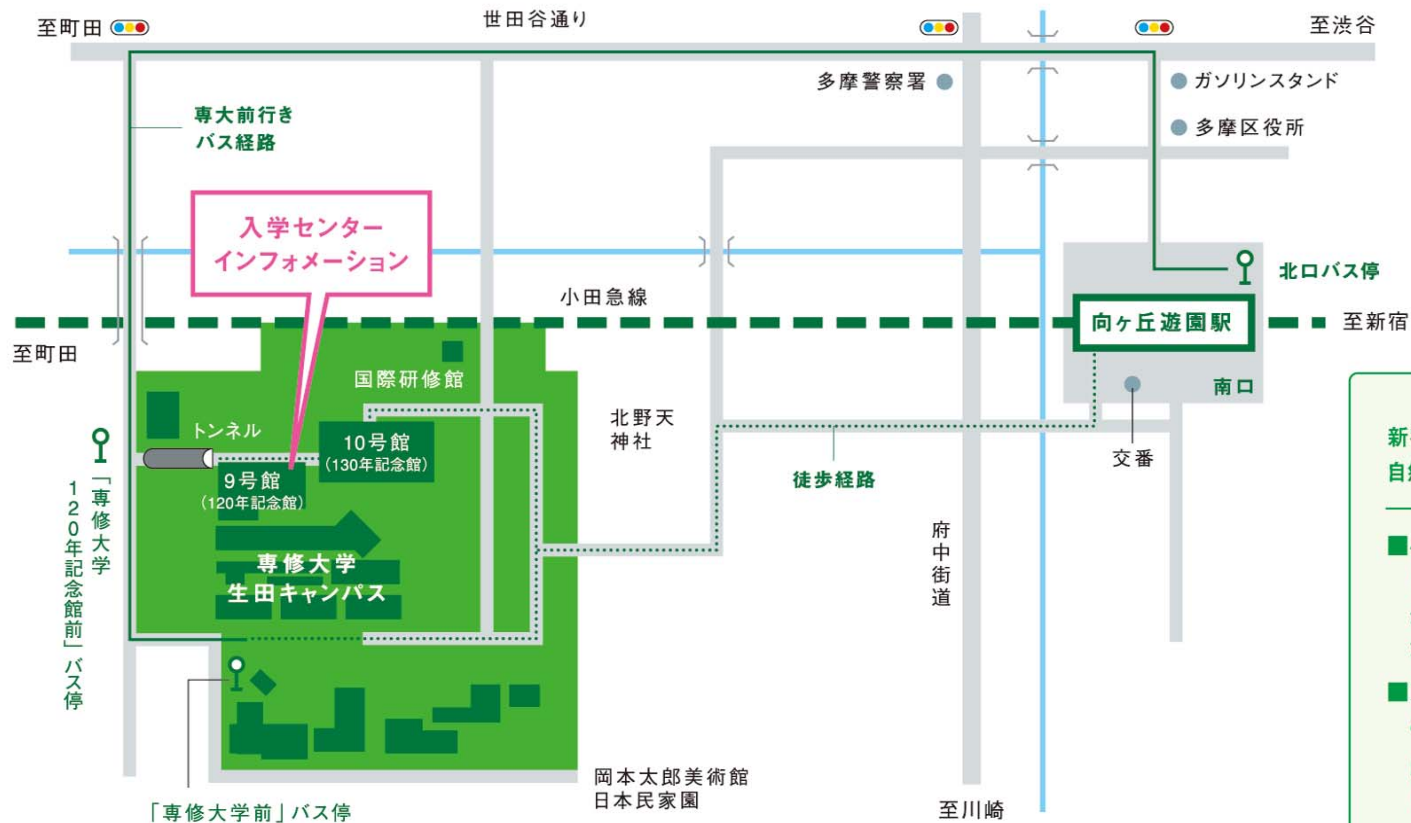 至町田
世田谷通り
至渋谷
多摩警察署
ガソリンスタンド
多摩区役所
専大前行き
バス経路
入学センター
インフォメーション
北口バス停
小田急線
向ヶ丘遊園駅
至新宿
至町田
国際研修館
南口
トンネル
10号館
(130年記念館)
北野天
神社
交番
9号館
(120年記念館)
徒歩経路
「専修大学
120年記念館前」バス停
専修大学
生田キャンパス
府中街道
岡本太郎美術館
日本民家園
「専修大学前」バス停
至川崎
新
自